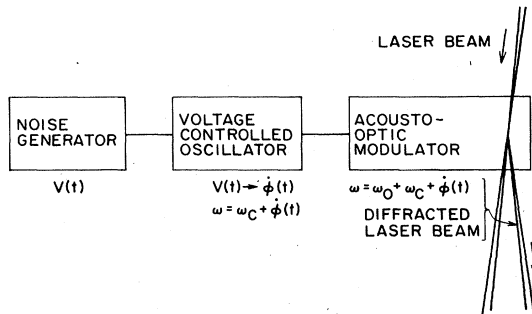 LASER BEAM
NOISE
GENERATOR
V(t)
VOLTAGE
CONTROLLED
OSCILLATOR
V(t)→ φ̇(t)
ω=ω_C+φ̇(t)
ACOUSTO-
OPTIC
MODULATOR
ω=ω_O+ω_C+φ̇(t)
DIFFRACTED
LASER BEAM